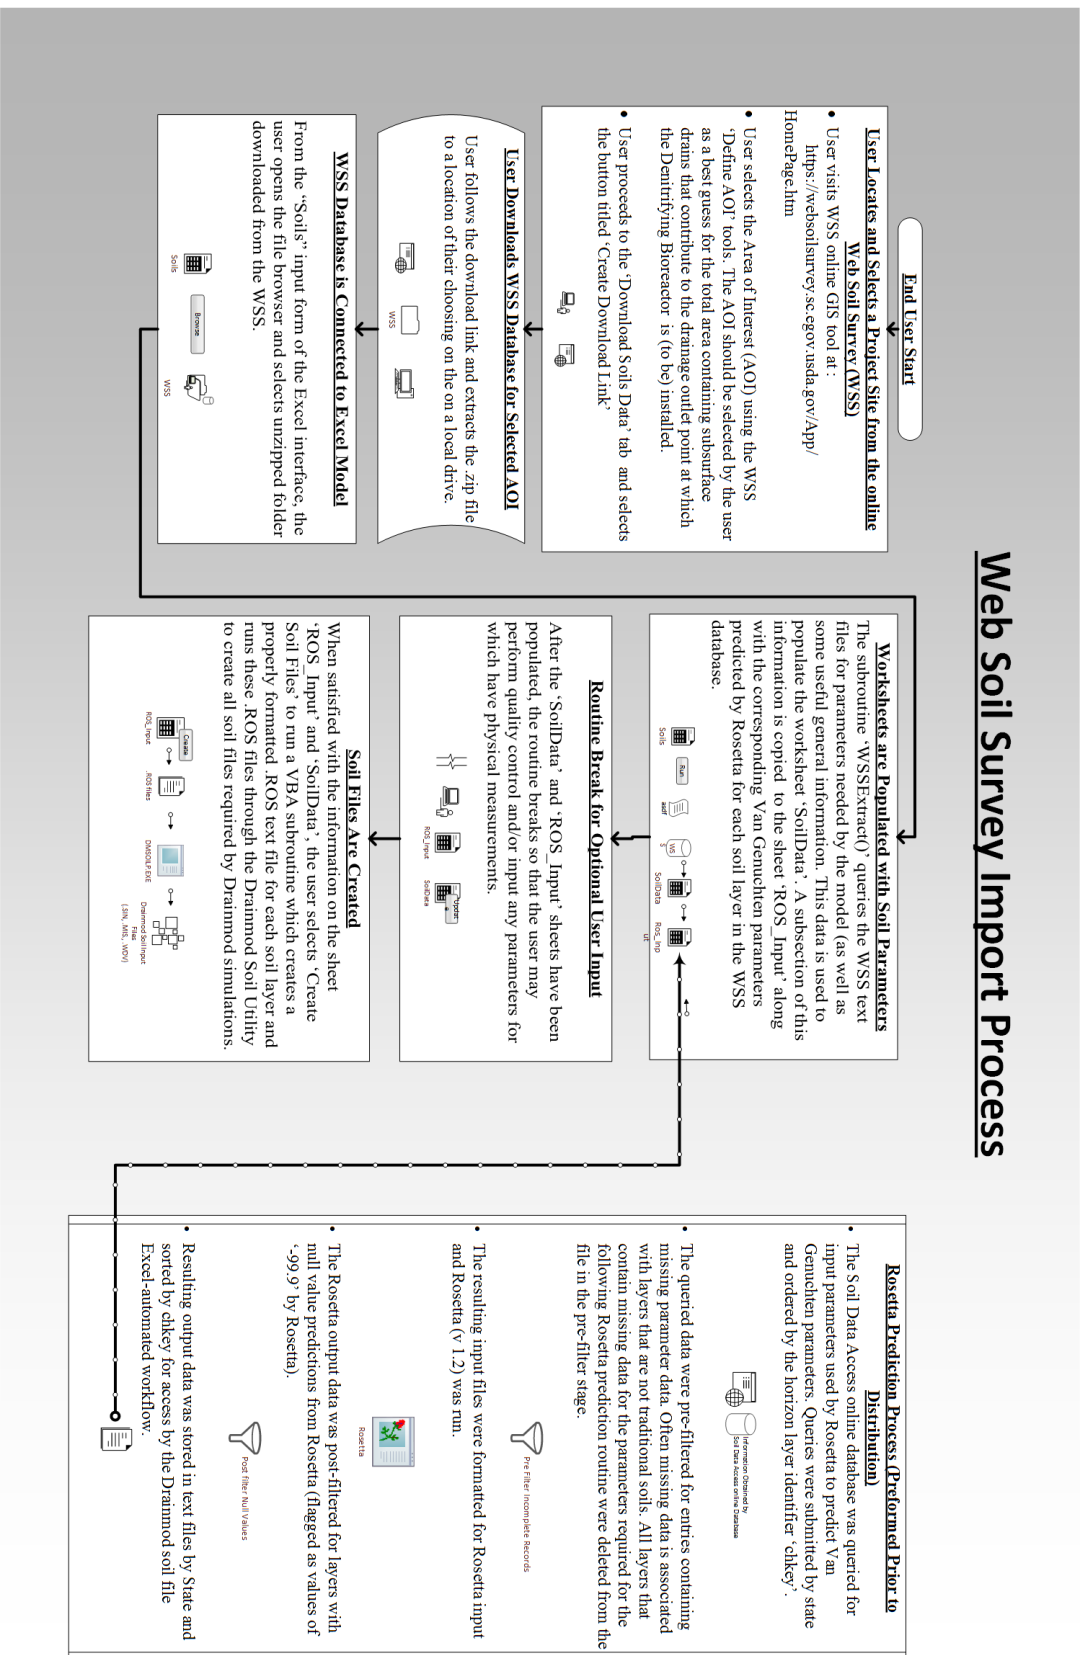 Web Soil Survey Import Process
End User Start
User Locates and Selects a Project Site from the online
Web Soil Survey (WSS)
• User visits WSS online GIS tool at :
https://websoilsurvey.sc.egov.usda.gov/App/
HomePage.htm
• User selects the Area of Interest (AOI) using the WSS
‘Define AOI’ tools. The AOI should be selected by the user
as a best guess for the total area containing subsurface
drains that contribute to the drainage outlet point at which
the Denitrifying Bioreactor is (to be) installed.
• User proceeds to the ‘Download Soils Data’ tab and selects
the button titled ‘Create Download Link’
User Downloads WSS Database for Selected AOI
User follows the download link and extracts the .zip file
to a location of their choosing on the on a local drive.
WSS
WSS Database is Connected to Excel Model
From the “Soils” input form of the Excel interface, the
user opens the file browser and selects unzipped folder
downloaded from the WSS.
Soils
Browse
WSS
Worksheets are Populated with Soil Parameters
The subroutine ‘WSSExtract()’ queries the WSS text
files for parameters needed by the model (as well as
some useful general information. This data is used to
populate the worksheet ‘SoilData’. A subsection of this
information is copied to the sheet ‘ROS_Input’ along
with the corresponding Van Genuchten parameters
predicted by Rosetta for each soil layer in the WSS
database.
Soils
Run
asdf
WS
S
SoilData
Ros_Inp
ut
Routine Break for Optional User Input
After the ‘SoilData’ and ‘ROS_Input’ sheets have been
populated, the routine breaks so that the user may
perform quality control and/or input any parameters for
which have physical measurements.
ROS_Input
Updat
SoilData
Soil Files Are Created
When satisfied with the information on the sheet
‘ROS_Input’ and ‘SoilData’, the user selects ‘Create
Soil Files’ to run a VBA subroutine which creates a
properly formatted .ROS text file for each soil layer and
runs these .ROS files through the Drainmod Soil Utility
to create all soil files required by Drainmod simulations.
Create
ROS_Input
.ROS files
DMSOILP.EXE
Drainmod Soil Input
Files
(.SIN, .MIS, .WDV)
Rosetta Prediction Process (Preformed Prior to
Distribution)
• The Soil Data Access online database was queried for
input parameters used by Rosetta to predict Van
Genuchten parameters. Queries were submitted by state
and ordered by the horizon layer identifier ‘chkey’.
Information Obtained by
Soil Data Access online Database
• The queried data were pre-filtered for entries containing
missing parameter data. Often missing data is associated
with layers that are not traditional soils. All layers that
contain missing data for the parameters required for the
following Rosetta prediction routine were deleted from the
file in the pre-filter stage.
Pre Filter Incomplete Records
• The resulting input files were formatted for Rosetta input
and Rosetta (v 1.2) was run.
Rosetta
• The Rosetta output data was post-filtered for layers with
null value predictions from Rosetta (flagged as values of
‘-99.9’ by Rosetta).
Post filter Null Values
• Resulting output data was stored in text files by State and
sorted by chkey for access by the Drainmod soil file
Excel-automated workflow.